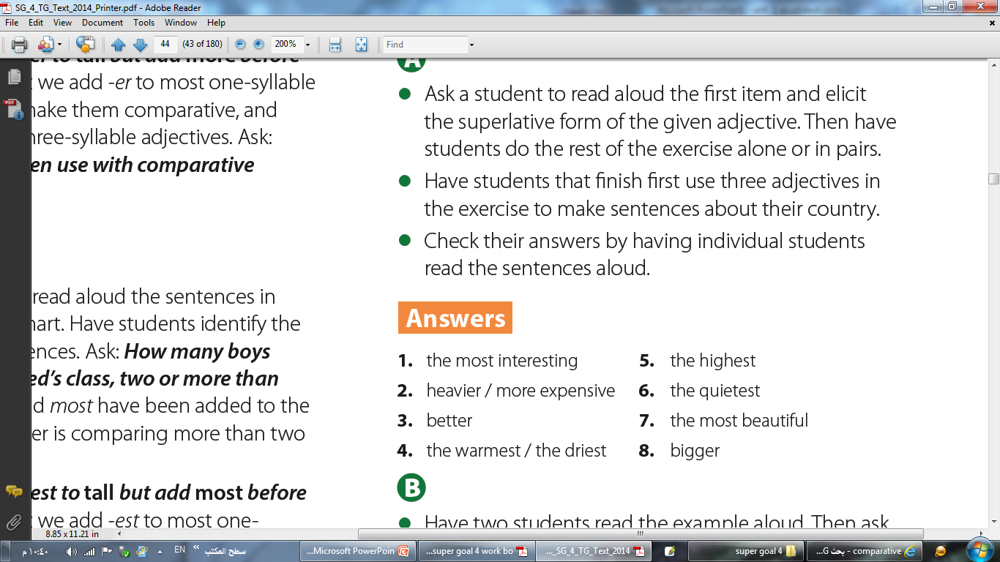 SG_4_TG_Text_2014_Printer.pdf - Adobe Reader
File Edit View Document Tools Window Help
44 (43 of 180) 200% Find
to tall but add more before
we add -er to most one-syllable
make them comparative, and
three-syllable adjectives. Ask:
use with comparative
read aloud the sentences in
Have students identify the
Ask: How many boys
class, two or more than
most have been added to the
is comparing more than two
to tall but add most before
we add -est to most one-
A
• Ask a student to read aloud the first item and elicit
the superlative form of the given adjective. Then have
students do the rest of the exercise alone or in pairs.
• Have students that finish first use three adjectives in
the exercise to make sentences about their country.
• Check their answers by having individual students
read the sentences aloud.
Answers
1. the most interesting
2. heavier / more expensive
3. better
4. the warmest / the driest
5. the highest
6. the quietest
7. the most beautiful
8. bigger
B
• Have two students read the example aloud. Then ask
8.85 x 11.21 in
١٠:٤٠ م EN سطح المكتب ...Microsoft PowerPoin ...super goal 4 work bo ..._SG_4_TG_Text_2014 super goal 4 ...G بحث - comparative